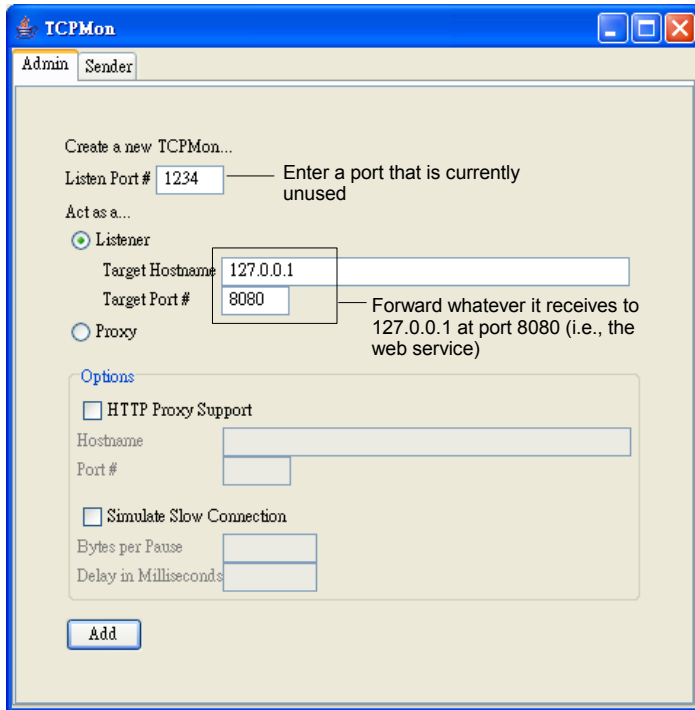 TCPMon
Admin Sender
Create a new TCPMon...
Listen Port # 1234
Enter a port that is currently
unused
Act as a...
Listener
Target Hostname 127.0.0.1
Target Port # 8080
Forward whatever it receives to
127.0.0.1 at port 8080 (i.e., the
web service)
Proxy
Options
HTTP Proxy Support
Hostname
Port #
Simulate Slow Connection
Bytes per Pause
Delay in Milliseconds
Add